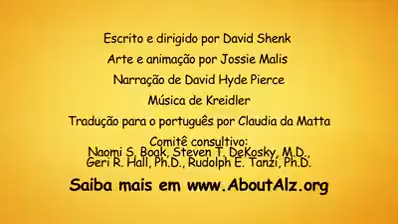 Escrito e dirigido por David Shenk
Arte e animação por Jossie Malis
Narração de David Hyde Pierce
Música de Kreidler
Tradução para o português por Claudia da Matta
Comitê consultivo:
Naomi S. Boak, Steven T. DeKosky, M.D.,
Geri R. Hall, Ph.D., Rudolph E. Tanzi, Ph.D.
Saiba mais em www.AboutAlz.org